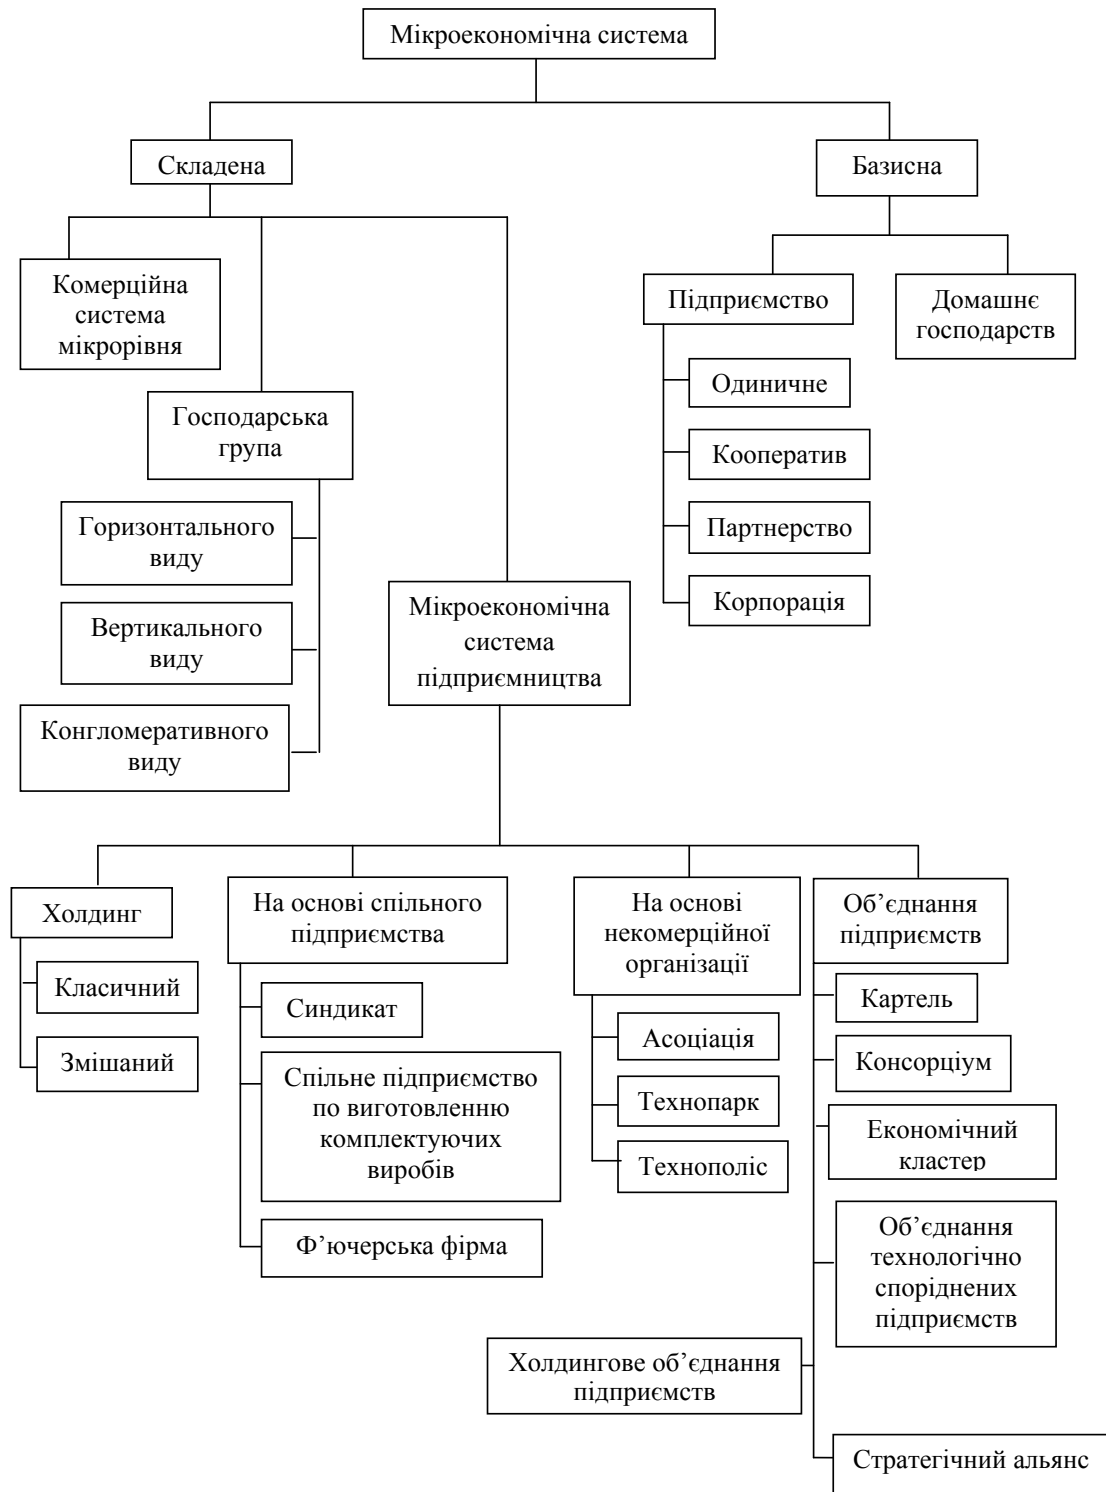 Мікроекономічна система
Складена
Базисна
Комерційна
система
мікрорівня
Підприємство
Домашнє
господарств
Одиничне
Господарська
група
Кооператив
Горизонтального
виду
Партнерство
Мікроекономічна
система
підприємництва
Корпорація
Вертикального
виду
Конгломеративного
виду
Холдинг
Класичний
Змішаний
На основі спільного
підприємства
Синдикат
Спільне підприємство
по виготовленню
комплектуючих
виробів
Ф’ючерська фірма
На основі
некомерційної
організації
Асоціація
Технопарк
Технополіс
Об’єднання
підприємств
Картель
Консорціум
Економічний
кластер
Об’єднання
технологічно
споріднених
підприємств
Холдингове об’єднання
підприємств
Стратегічний альянс